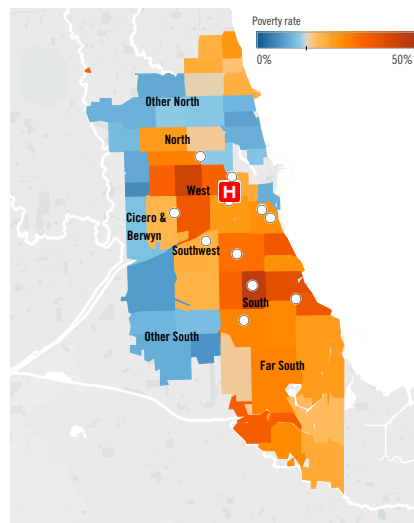 Poverty rate
0% 50%
Other North
North
West
H
Cicero &
Berwyn
Southwest
South
Other South
Far South